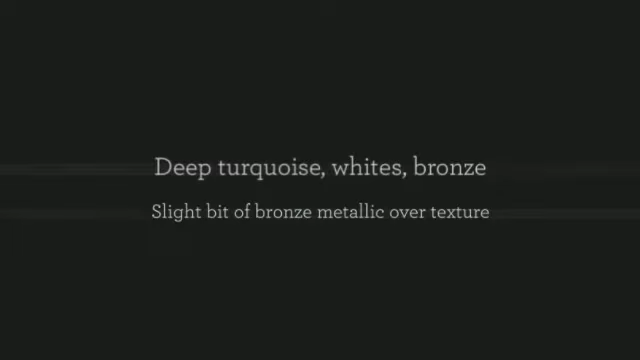 Deep turquoise, whites, bronze
Slight bit of bronze metallic over texture